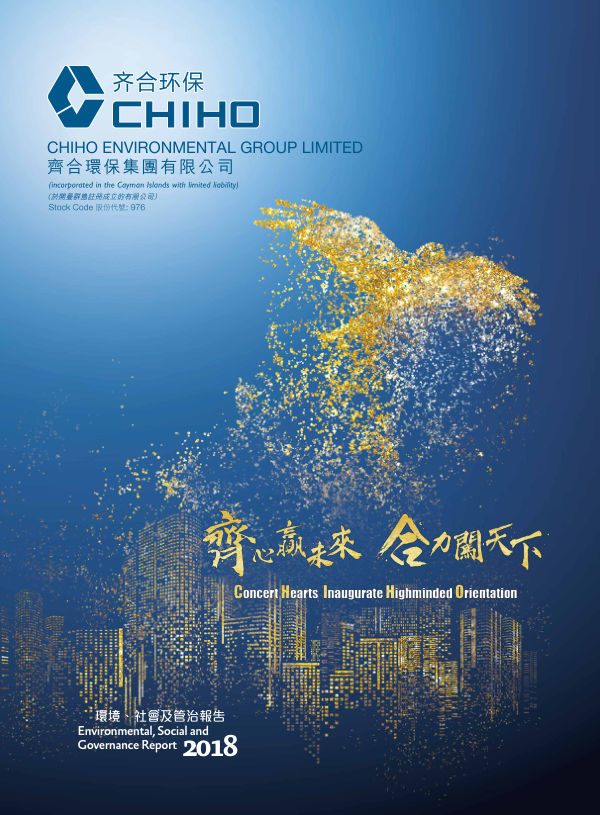 齐合环保
CHIHO
CHIHO ENVIRONMENTAL GROUP LIMITED
齊合環保集團有限公司
(incorporated in the Cayman Islands with limited liability)
(於開曼群島註冊成立的有限公司)
Stock Code 股份代號: 976
齊心贏未來 合力闖天下
Concert Hearts Inaugurate Highminded Orientation
環境、社會及管治報告
Environmental, Social and
Governance Report 2018